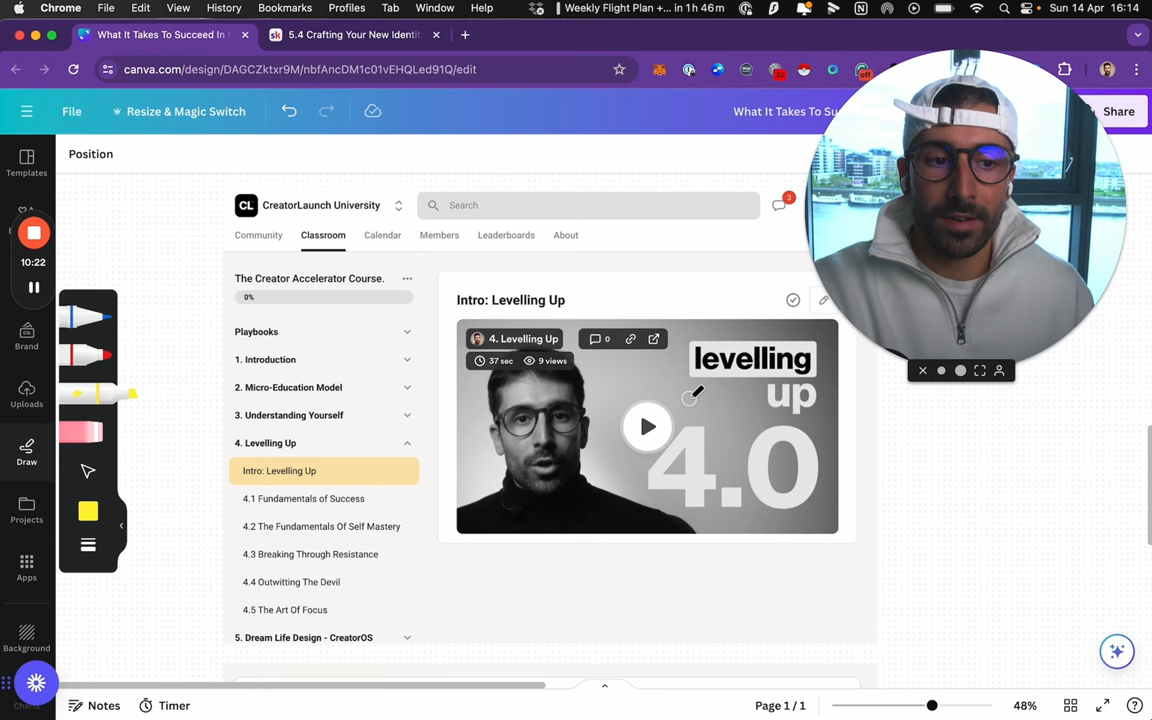 Chrome File Edit View History Bookmarks Profiles Tab Window Help
Weekly Flight Plan +... in 1h 46m
Sun 14 Apr 16:14
What It Takes To Succeed In
5.4 Crafting Your New Identi
canva.com/design/DAGCZktxr9M/nbfAncDM1c01vEHQLed91Q/edit
off
File
Resize & Magic Switch
What It Takes To Su
Share
Templates
Position
10:22
Brand
Uploads
Draw
Projects
Apps
Background
Charts
CL CreatorLaunch University
Search
3
Community Classroom Calendar Members Leaderboards About
The Creator Accelerator Course.
0%
Playbooks
1. Introduction
2. Micro-Education Model
3. Understanding Yourself
4. Levelling Up
Intro: Levelling Up
4.1 Fundamentals of Success
4.2 The Fundamentals Of Self Mastery
4.3 Breaking Through Resistance
4.4 Outwitting The Devil
4.5 The Art Of Focus
5. Dream Life Design - CreatorOS
Intro: Levelling Up
4. Levelling Up
0
37 sec 9 views
levelling
up
4.0
Notes
Timer
Page 1 / 1
48%